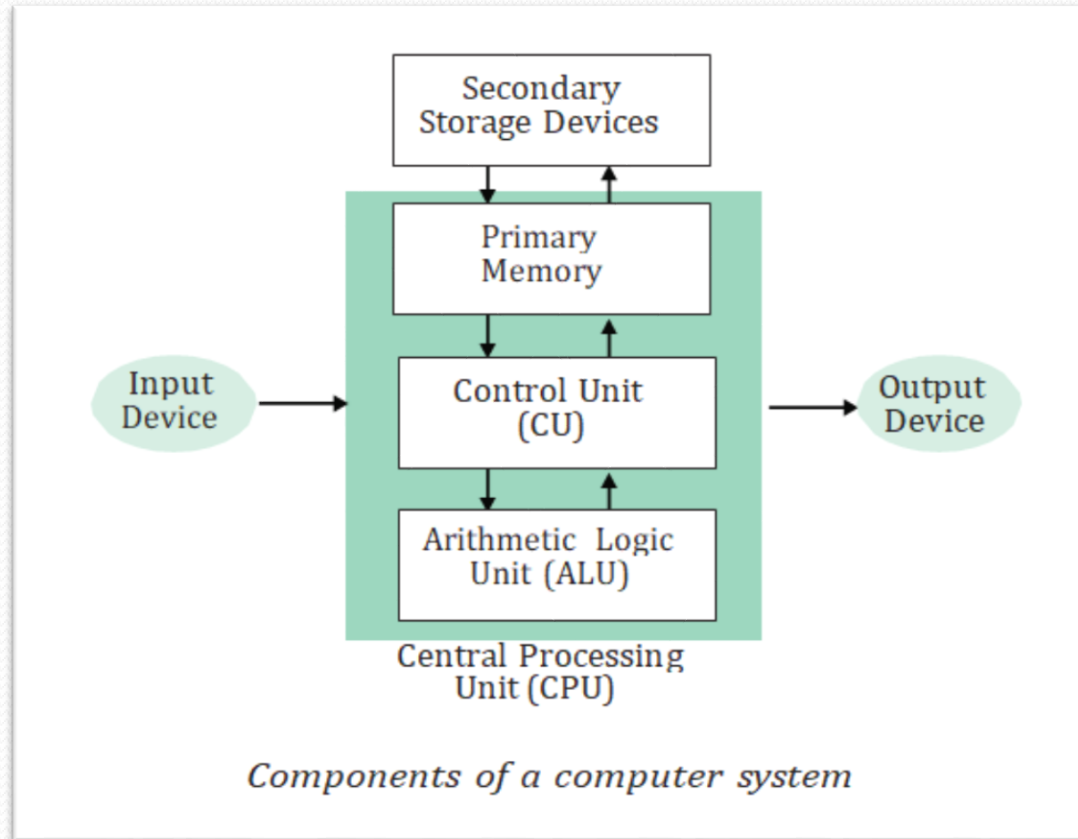 Secondary
Storage Devices
Primary
Memory
Input
Device
Control Unit
(CU)
Output
Device
Arithmetic Logic
Unit (ALU)
Central Processing
Unit (CPU)
Components of a computer system